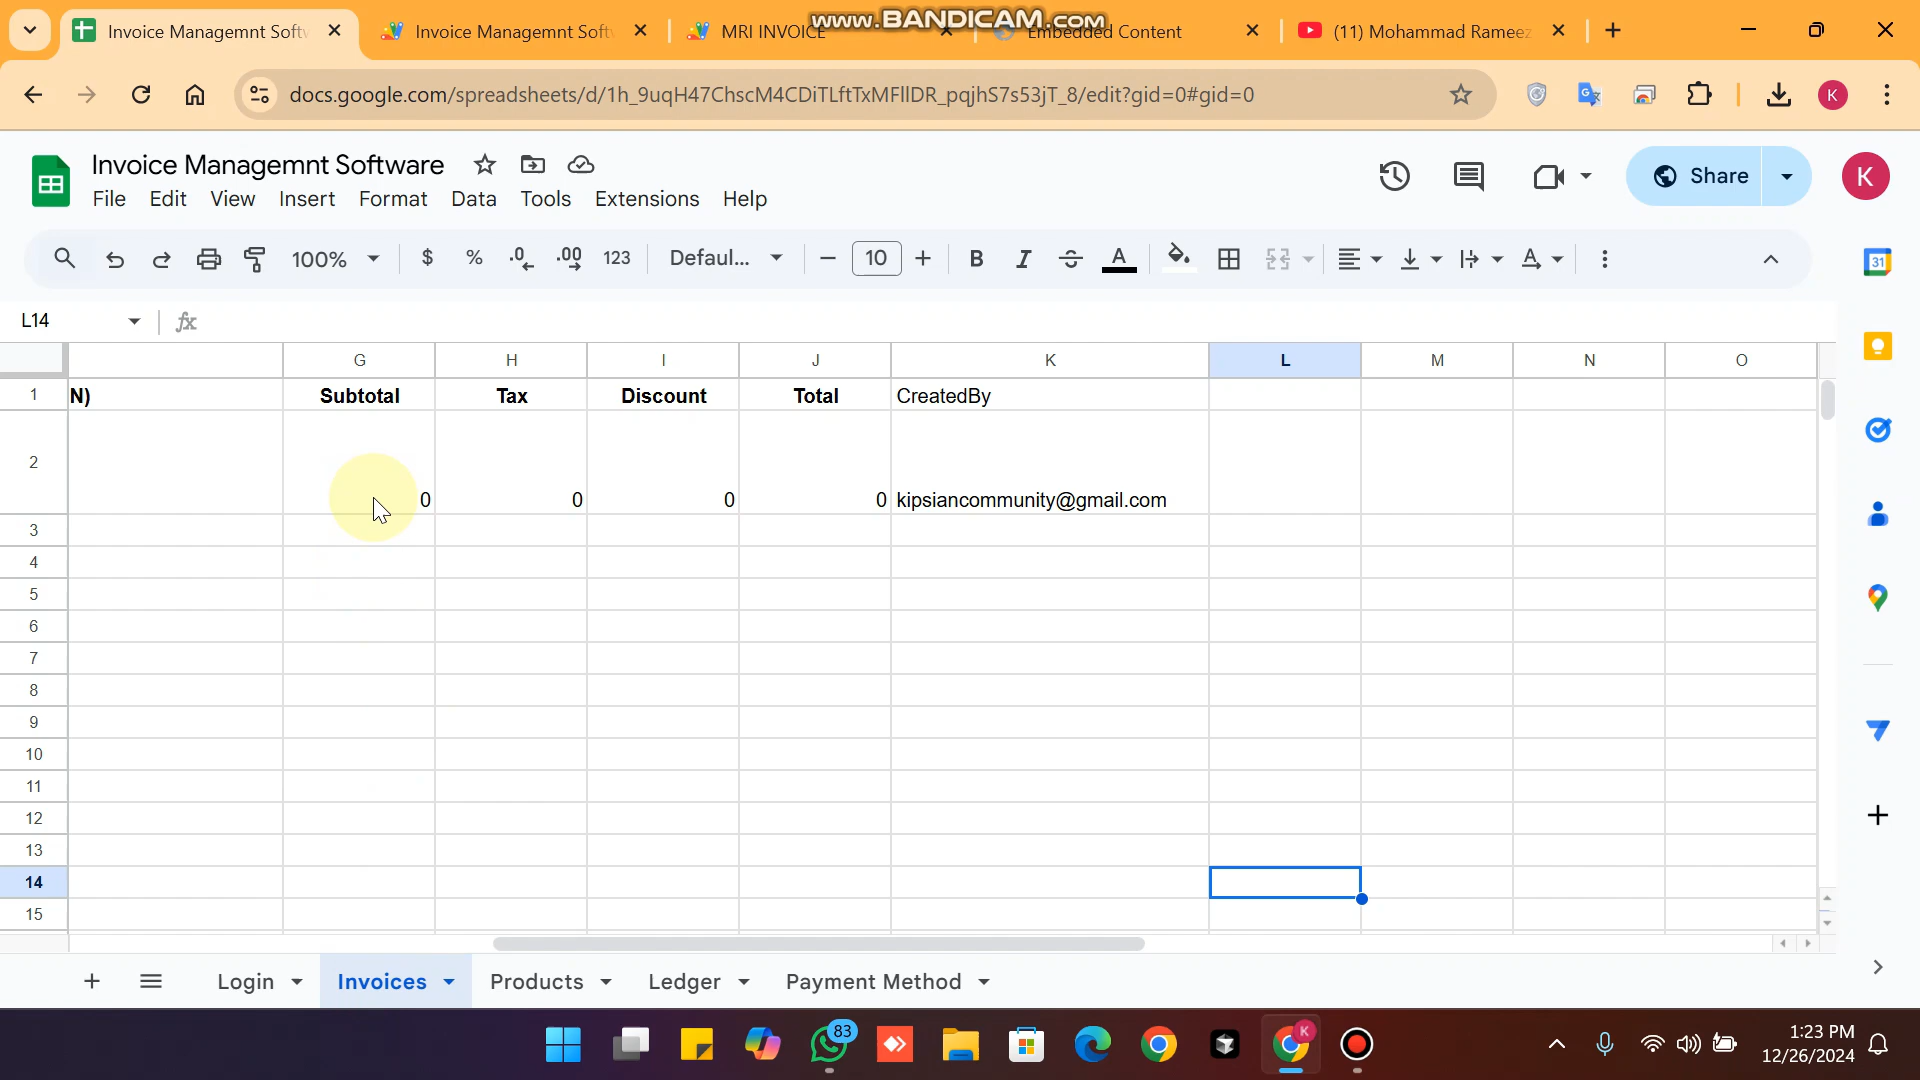 www.BANDICAM.com
Invoice Managemnt Softw
Invoice Managemnt Soft
MRI INVOICE
Embedded Content
(11) Mohammad Rameez
docs.google.com/spreadsheets/d/1h_9uqH47ChscM4CDiTLftTxMFllDR_pqjhS7s53jT_8/edit?gid=0#gid=0
K
Invoice Managemnt Software
File Edit View Insert Format Data Tools Extensions Help
Share
K
100% $ % .0 .00 123 Defaul... 10 B I A A
31
L14 fx
G H I J K L M N O
1 N) Subtotal Tax Discount Total CreatedBy
2 0 0 0 0 kipsiancommunity@gmail.com
3
4
5
6
7
8
9
10
11
12
13
14
15
Login Invoices Products Ledger Payment Method
83
K
1:23 PM
12/26/2024